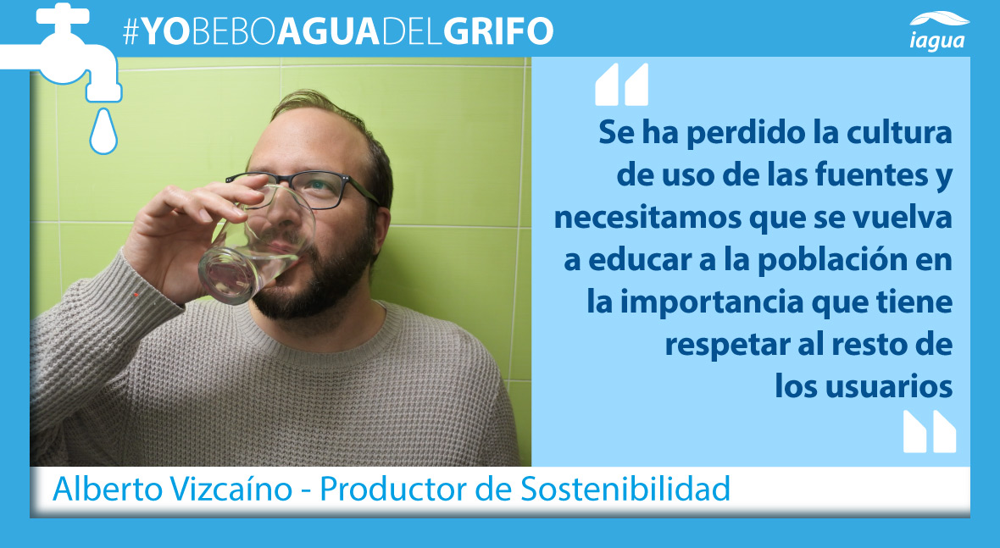 #YOBEBOAGUADELGRIFO
iagua
Se ha perdido la cultura
de uso de las fuentes y
necesitamos que se vuelva
a educar a la población en
la importancia que tiene
respetar al resto de
los usuarios
Alberto Vizcaíno - Productor de Sostenibilidad